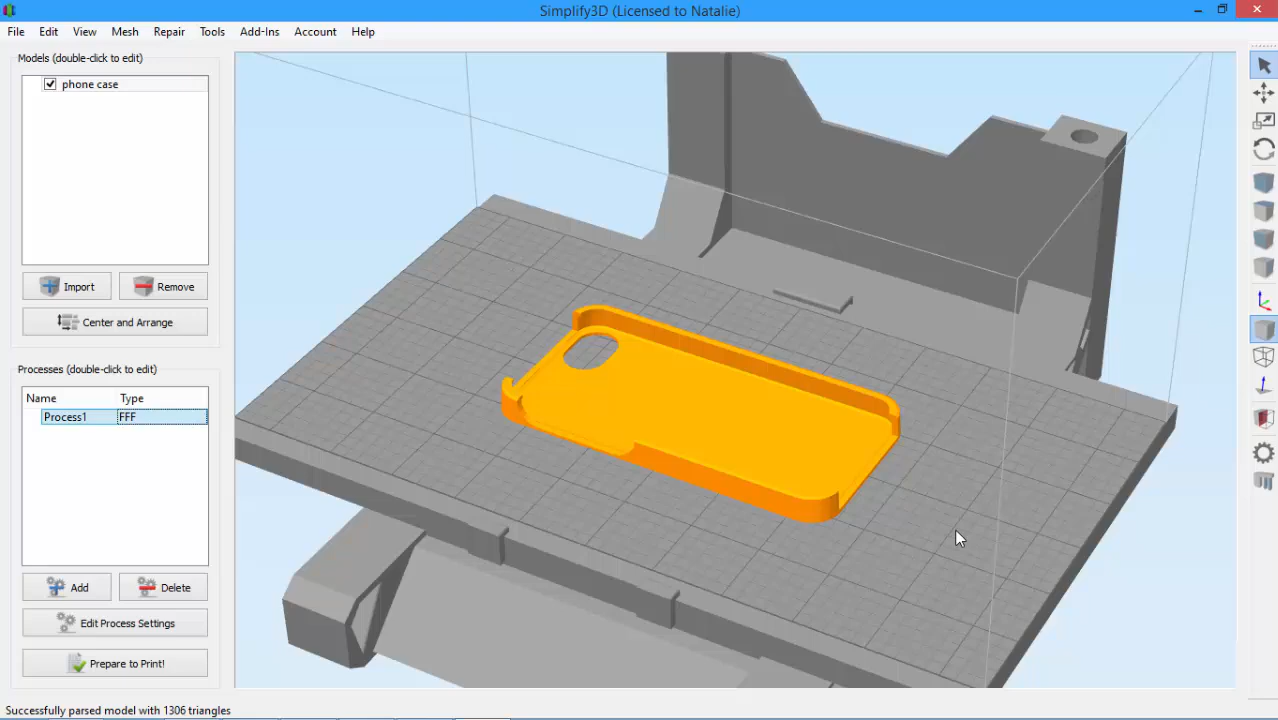 Simplify3D (Licensed to Natalie)
File Edit View Mesh Repair Tools Add-Ins Account Help
Models (double-click to edit)
phone case
Import Remove
Center and Arrange
Processes (double-click to edit)
Name Type
Process1 FFF
Add Delete
Edit Process Settings
Prepare to Print!
Successfully parsed model with 1306 triangles